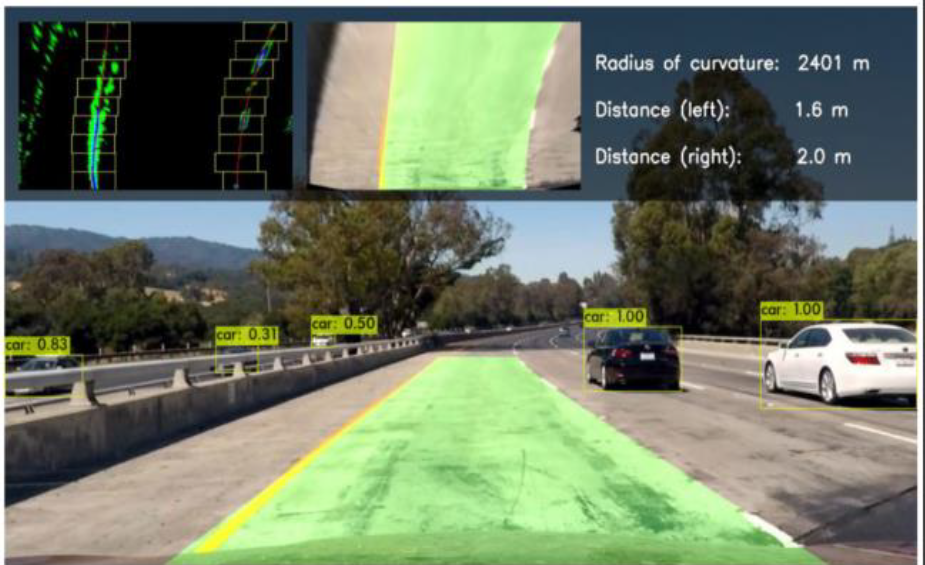 Radius of curvature: 2401 m
Distance (left): 1.6 m
Distance (right): 2.0 m
car: 0.83
car: 0.31
car: 0.50
car: 1.00
car: 1.00